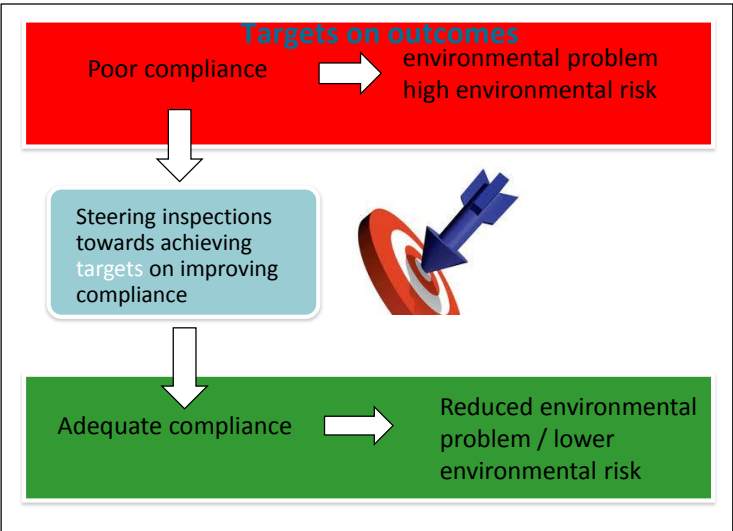 Targets on outcomes
Poor compliance
environmental problem
high environmental risk
Steering inspections
towards achieving
targets on improving
compliance
Adequate compliance
Reduced environmental
problem / lower
environmental risk